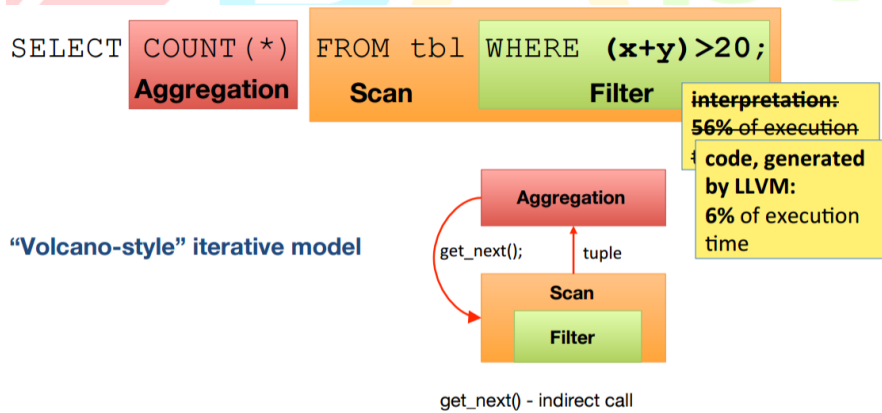 SELECT COUNT(*) FROM tbl WHERE (x+y)>20;
Aggregation Scan Filter
interpretation:
56% of execution
code, generated
by LLVM:
6% of execution
time
Aggregation
"Volcano-style" iterative model
get_next(); tuple
Scan
Filter
get_next() - indirect call